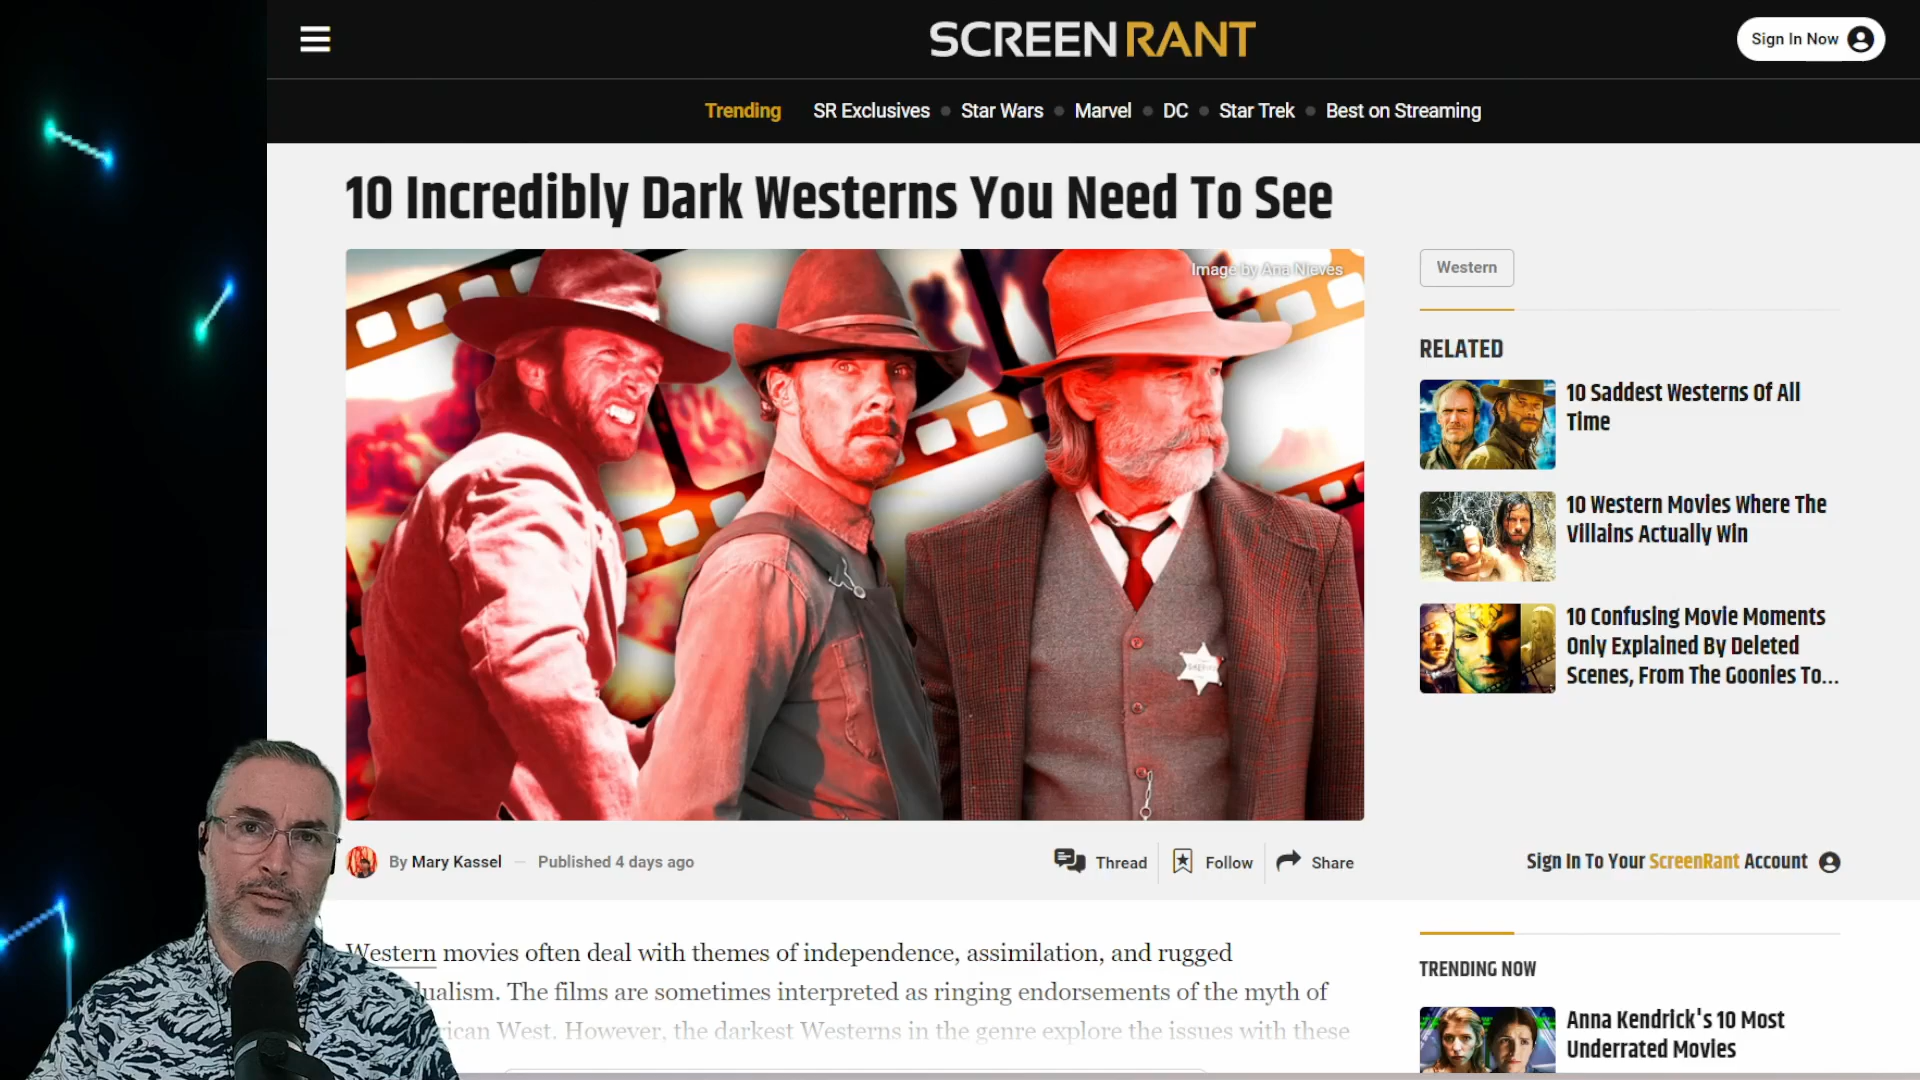 SCREENRANT
Sign In Now
Trending SR Exclusives Star Wars Marvel DC Star Trek Best on Streaming
10 Incredibly Dark Westerns You Need To See
Image by Ana Nieves
SHERIFF
By Mary Kassel — Published 4 days ago
Thread
Follow
Share
Western movies often deal with themes of independence, assimilation, and rugged
dualism. The films are sometimes interpreted as ringing endorsements of the myth of
rican West. However, the darkest Westerns in the genre explore the issues with these
Western
RELATED
10 Saddest Westerns Of All
Time
10 Western Movies Where The
Villains Actually Win
10 Confusing Movie Moments
Only Explained By Deleted
Scenes, From The Goonies To...
Sign In To Your ScreenRant Account
TRENDING NOW
Anna Kendrick's 10 Most
Underrated Movies